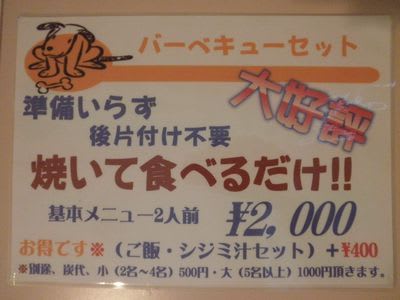 バーベキューセット
大好評
準備いらず
後片付け不要
焼いて食べるだけ!!
基本メニュー2人前 ¥2,000
お得です※(ご飯・シジミ汁セット)+¥400
※別途、炭代、小(2名~4名)500円・大(5名以上)1000円頂きます。